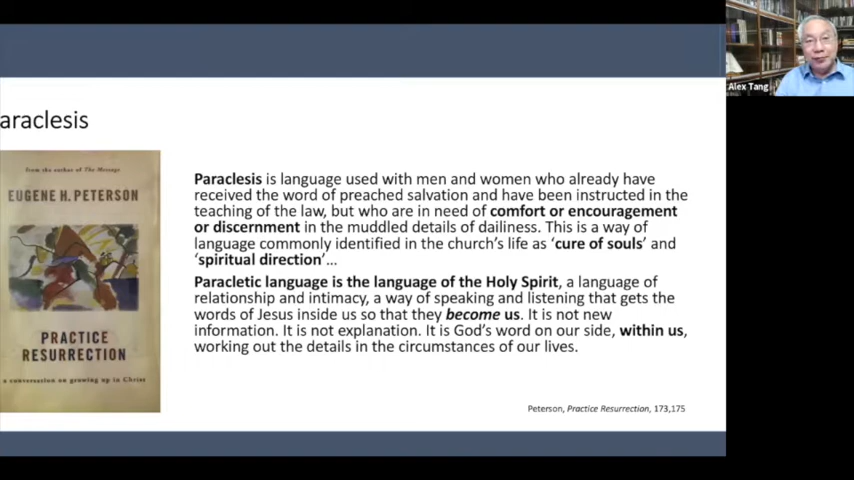 Alex Tang
araclesis
from the author of The Message
EUGENE H. PETERSON
PRACTICE
RESURRECTION
a conversation on growing up in Christ
Paraclesis is language used with men and women who already have
received the word of preached salvation and have been instructed in the
teaching of the law, but who are in need of comfort or encouragement
or discernment in the muddled details of dailiness. This is a way of
language commonly identified in the church's life as ‘cure of souls’ and
‘spiritual direction’...
Paracletic language is the language of the Holy Spirit, a language of
relationship and intimacy, a way of speaking and listening that gets the
words of Jesus inside us so that they become us. It is not new
information. It is not explanation. It is God's word on our side, within us,
working out the details in the circumstances of our lives.
Peterson, Practice Resurrection, 173,175